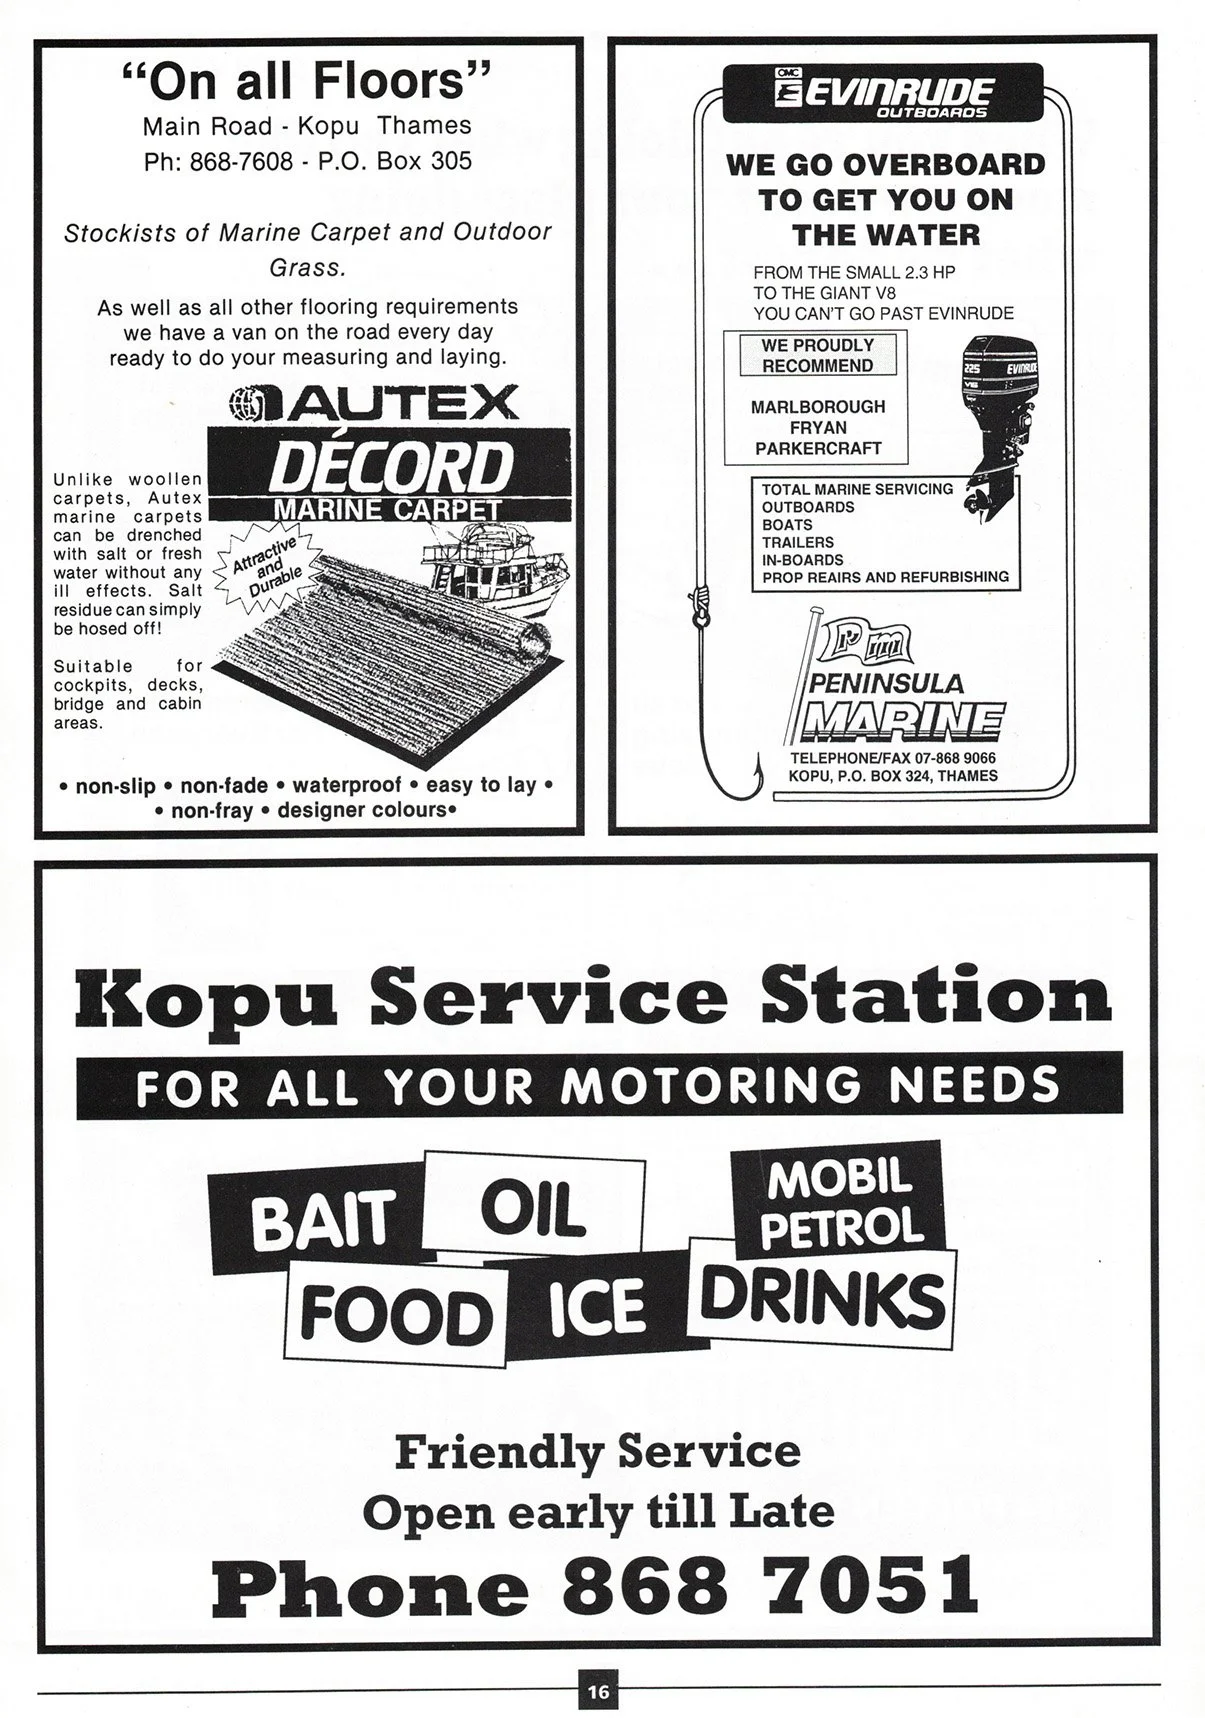 “On all Floors”
Main Road - Kopu Thames
Ph: 868-7608 - P.O. Box 305
Stockists of Marine Carpet and Outdoor
Grass.
As well as all other flooring requirements
we have a van on the road every day
ready to do your measuring and laying.
AUTEX
DÉCORD
MARINE CARPET
Unlike woollen
carpets, Autex
marine carpets
can be drenched
with salt or fresh
water without any
ill effects. Salt
residue can simply
be hosed off!
Suitable for
cockpits, decks,
bridge and cabin
areas.
Attractive
and
Durable
• non-slip • non-fade • waterproof • easy to lay •
• non-fray • designer colours•
OMC
EVINRUDE
OUTBOARDS
WE GO OVERBOARD
TO GET YOU ON
THE WATER
FROM THE SMALL 2.3 HP
TO THE GIANT V8
YOU CAN'T GO PAST EVINRUDE
WE PROUDLY
RECOMMEND
MARLBOROUGH
FRYAN
PARKERCRAFT
225 EVINRUDE
V6
TOTAL MARINE SERVICING
OUTBOARDS
BOATS
TRAILERS
IN-BOARDS
PROP REAIRS AND REFURBISHING
Pm
PENINSULA
MARINE
TELEPHONE/FAX 07-868 9066
KOPU, P.O. BOX 324, THAMES
Kopu Service Station
FOR ALL YOUR MOTORING NEEDS
BAIT
OIL
MOBIL
PETROL
FOOD
ICE
DRINKS
Friendly Service
Open early till Late
Phone 868 7051
16